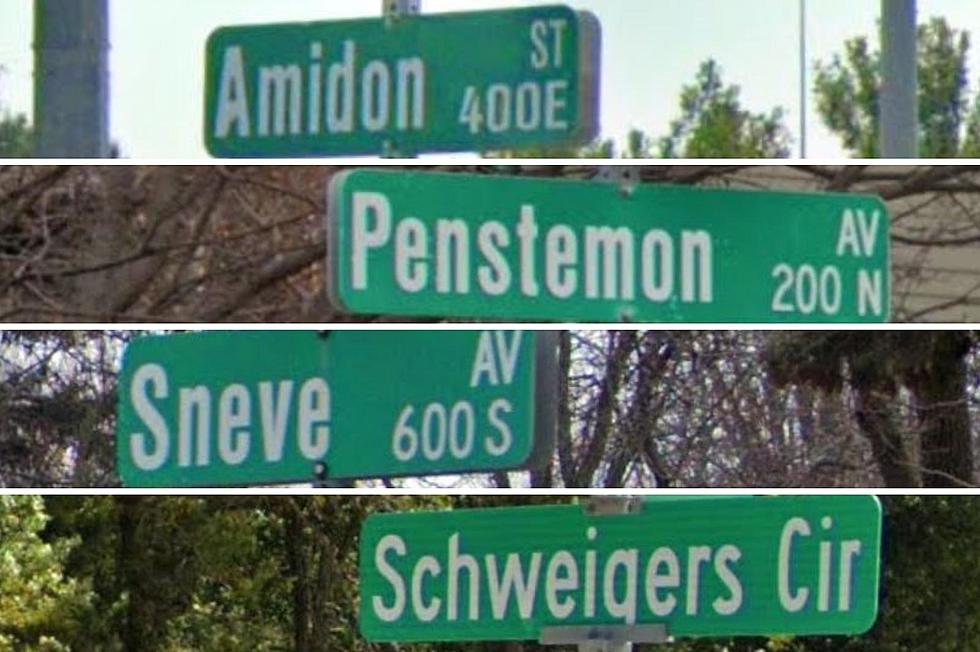 Amidon ST 400E
Penstemon AV 200 N
Sneve AV 600 S
Schweigers Cir